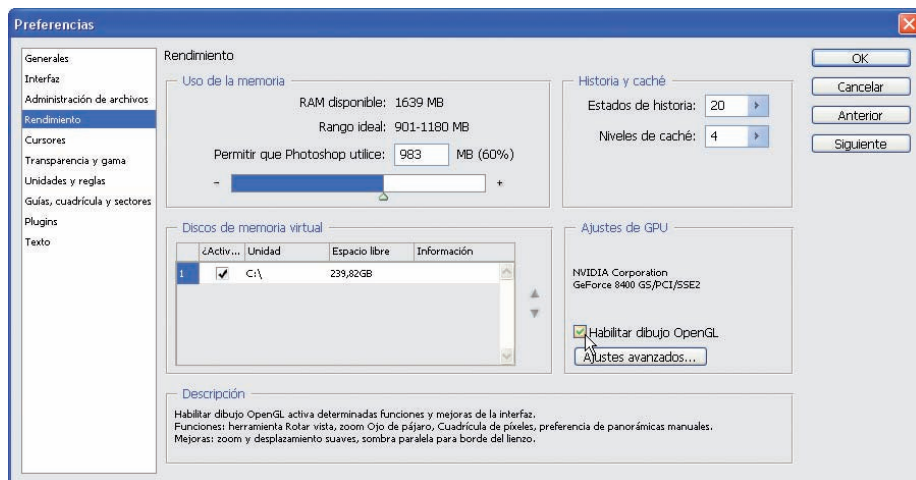 Preferencias
Generales
Interfaz
Administración de archivos
Rendimiento
Cursores
Transparencia y gama
Unidades y reglas
Guías, cuadrícula y sectores
Plugins
Texto
Rendimiento
Uso de la memoria
RAM disponible: 1639 MB
Rango ideal: 901-1180 MB
Permitir que Photoshop utilice: 983 MB (60%)
- +
Historia y caché
Estados de historia: 20
Niveles de caché: 4
OK
Cancelar
Anterior
Siguiente
Discos de memoria virtual
¿Activ... Unidad Espacio libre Información
1 C:\ 239,82GB
Ajustes de GPU
NVIDIA Corporation
GeForce 8400 GS/PCI/SSE2
Habilitar dibujo OpenGL
Ajustes avanzados...
Descripción
Habilitar dibujo OpenGL activa determinadas funciones y mejoras de la interfaz.
Funciones: herramienta Rotar vista, zoom Ojo de pájaro, Cuadrícula de píxeles, preferencia de panorámicas manuales.
Mejoras: zoom y desplazamiento suaves, sombra paralela para borde del lienzo.